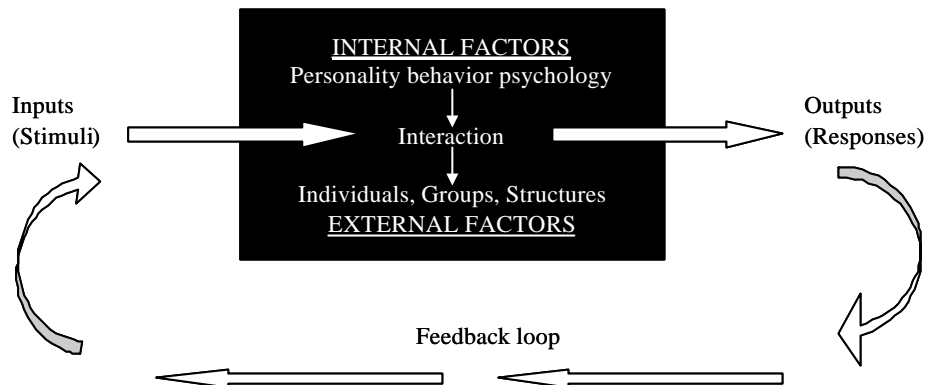 INTERNAL FACTORS
Personality behavior psychology
Inputs
(Stimuli)
Interaction
Outputs
(Responses)
Individuals, Groups, Structures
EXTERNAL FACTORS
Feedback loop